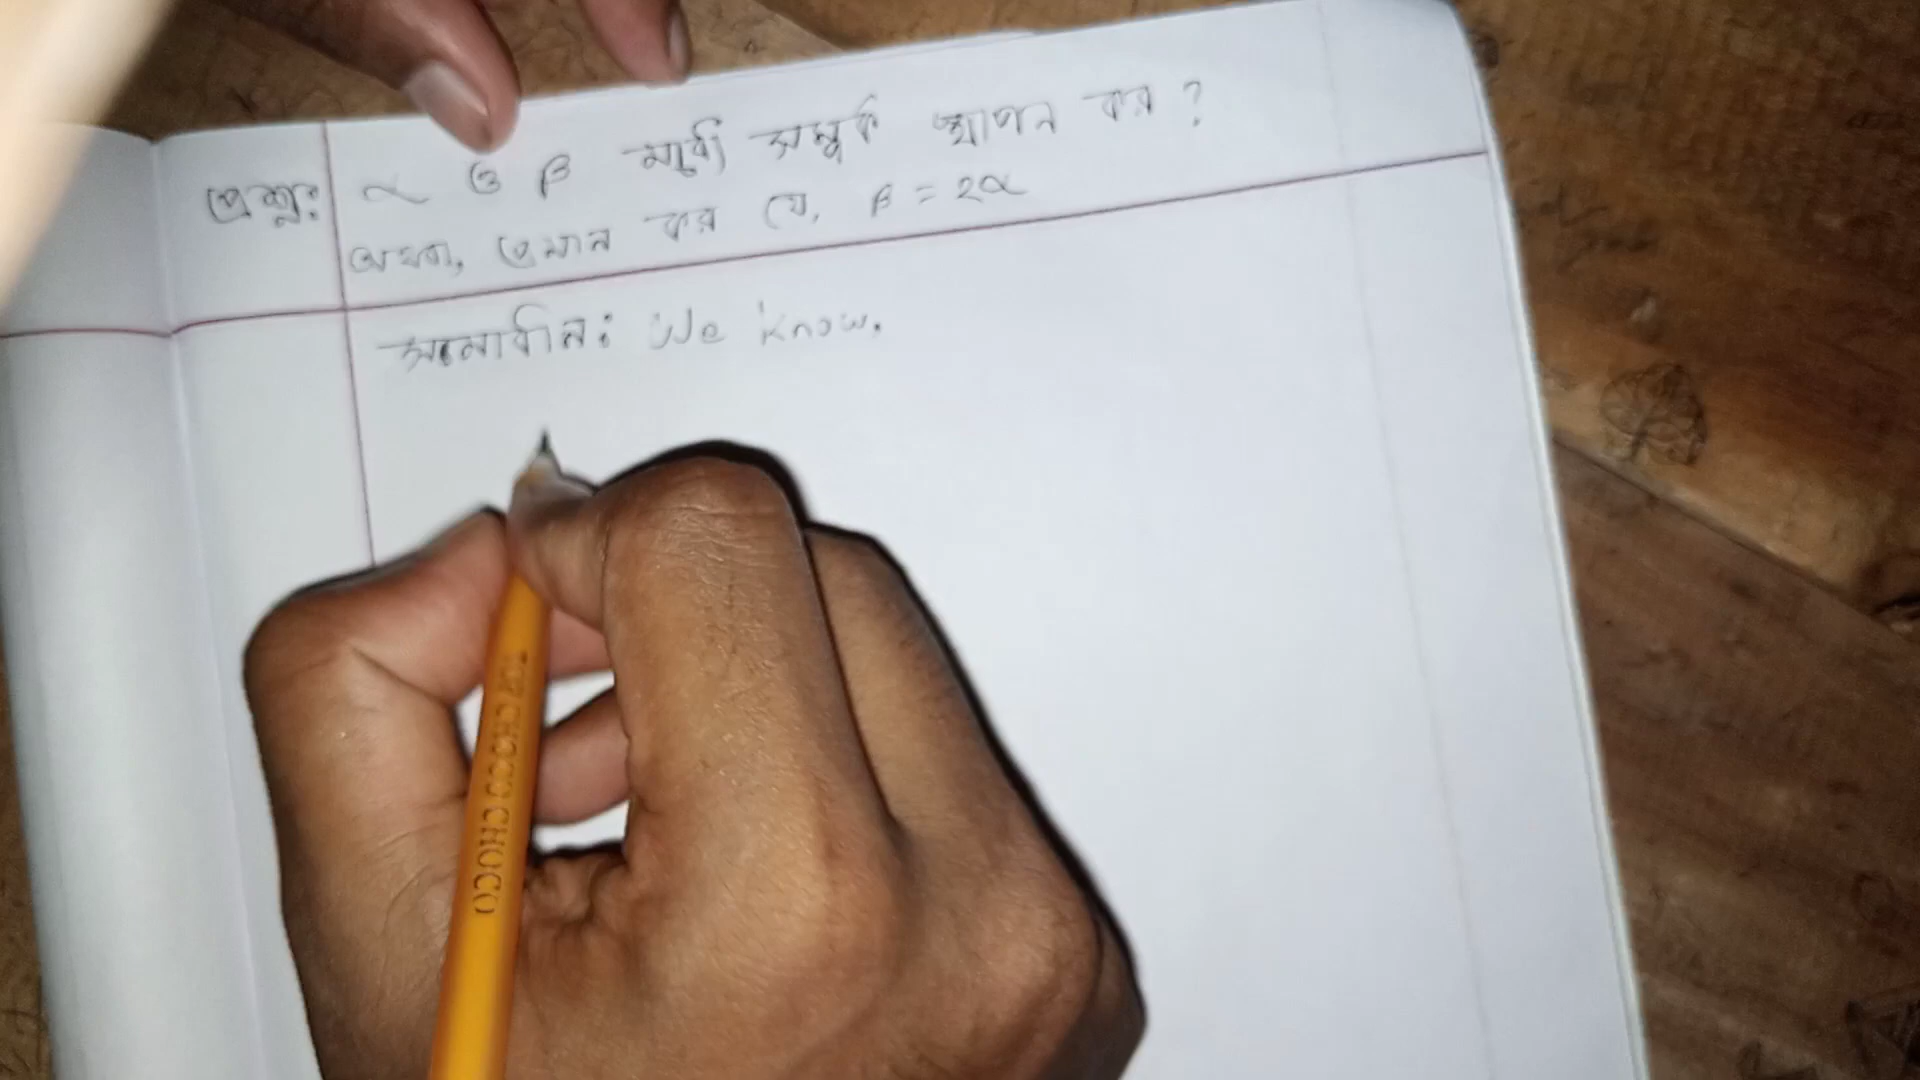 প্রশ্ন: α ও β মধ্যে সম্পর্ক স্থাপন কর ?
অথবা, প্রমান কর যে, β = 2α
সমাধান: We know,
CHOCO CHOCO